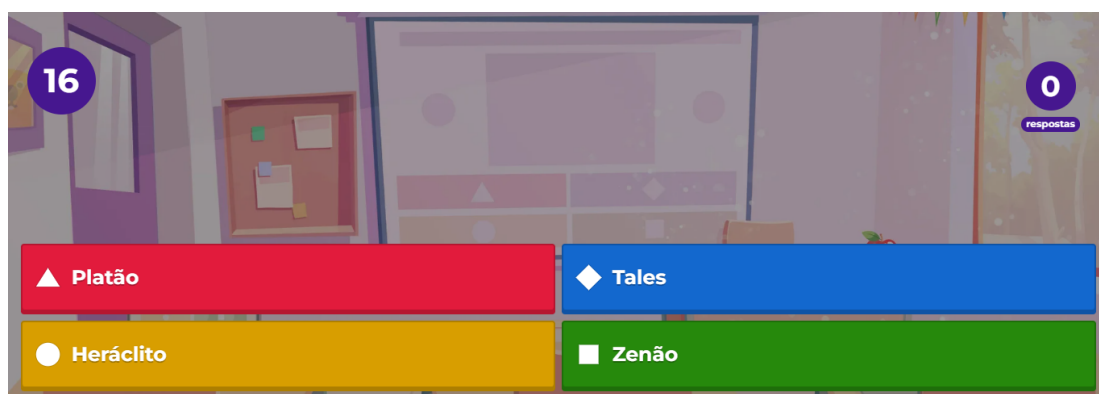 16
0
respostas
Platão
Tales
Heráclito
Zenão